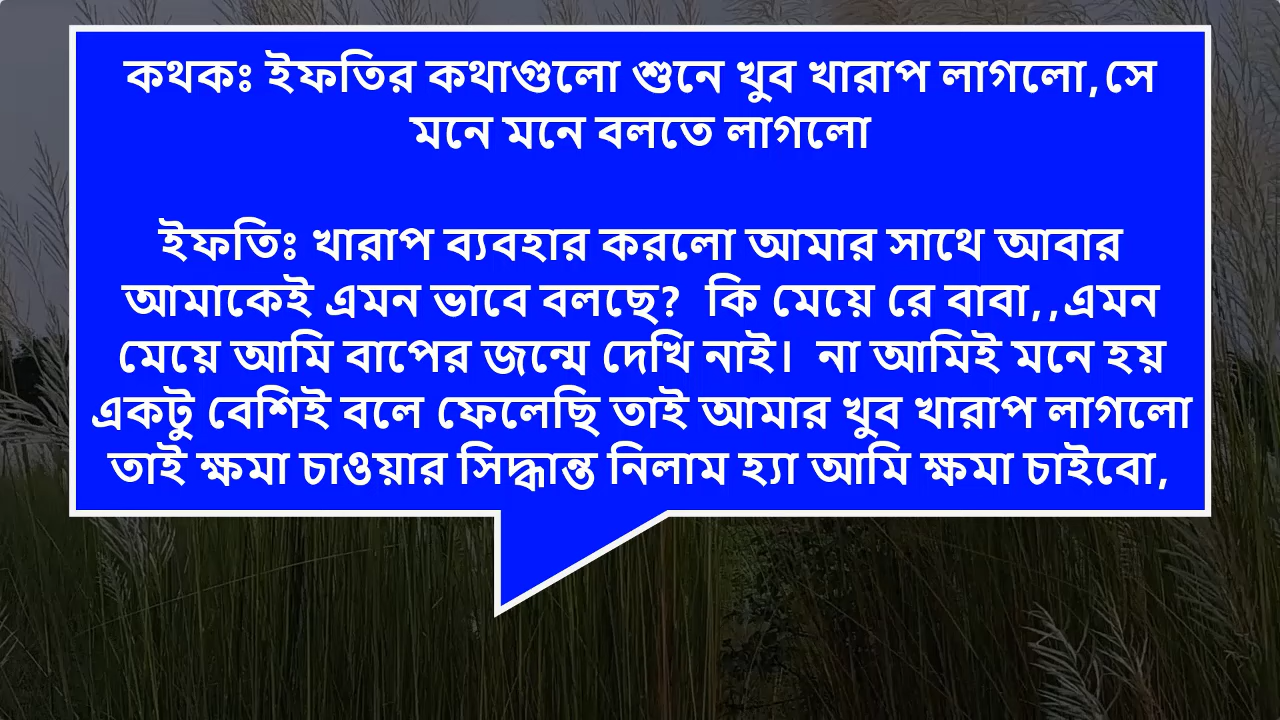 কথকঃ ইফতির কথাগুলো শুনে খুব খারাপ লাগলো,সে
মনে মনে বলতে লাগলো
ইফতিঃ খারাপ ব্যবহার করলো আমার সাথে আবার
আমাকেই এমন ভাবে বলছে? কি মেয়ে রে বাবা,,এমন
মেয়ে আমি বাপের জন্মে দেখি নাই। না আমিই মনে হয়
একটু বেশিই বলে ফেলেছি তাই আমার খুব খারাপ লাগলো
তাই ক্ষমা চাওয়ার সিদ্ধান্ত নিলাম হ্যা আমি ক্ষমা চাইবো,